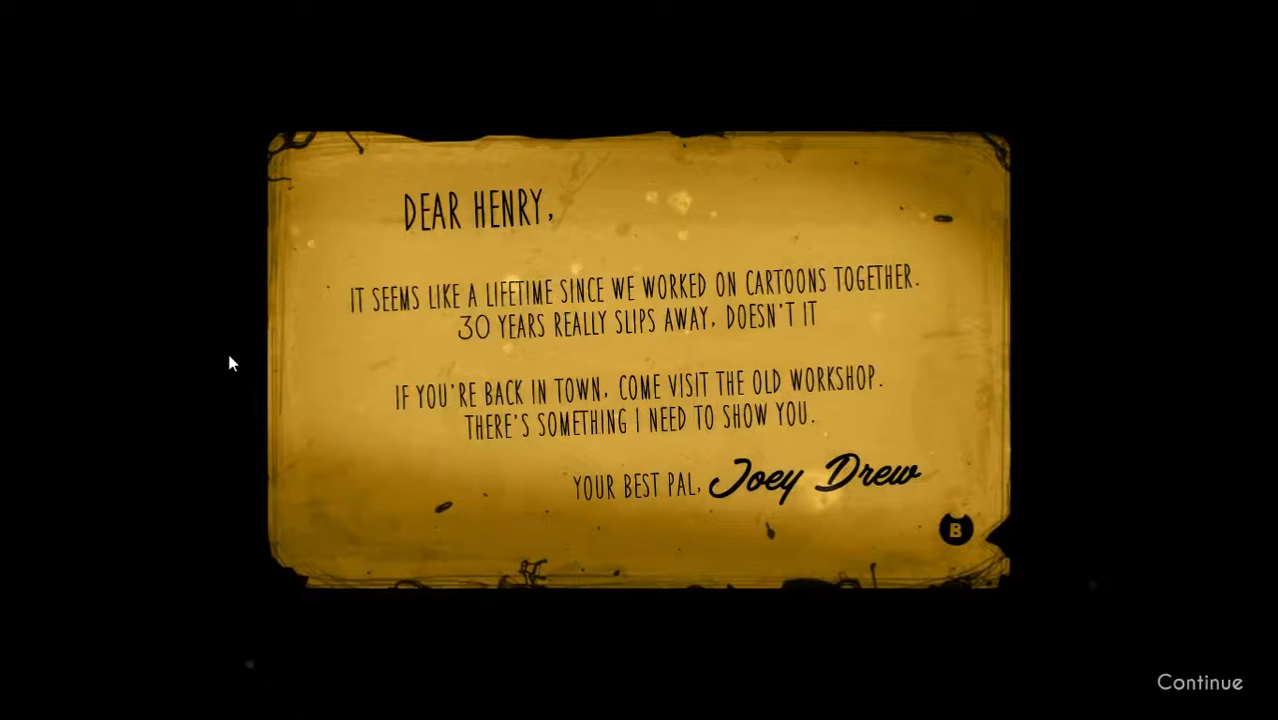 DEAR HENRY,
IT SEEMS LIKE A LIFETIME SINCE WE WORKED ON CARTOONS TOGETHER.
30 YEARS REALLY SLIPS AWAY, DOESN'T IT
IF YOU'RE BACK IN TOWN, COME VISIT THE OLD WORKSHOP.
THERE'S SOMETHING I NEED TO SHOW YOU.
YOUR BEST PAL, Joey Drew
B
Continue